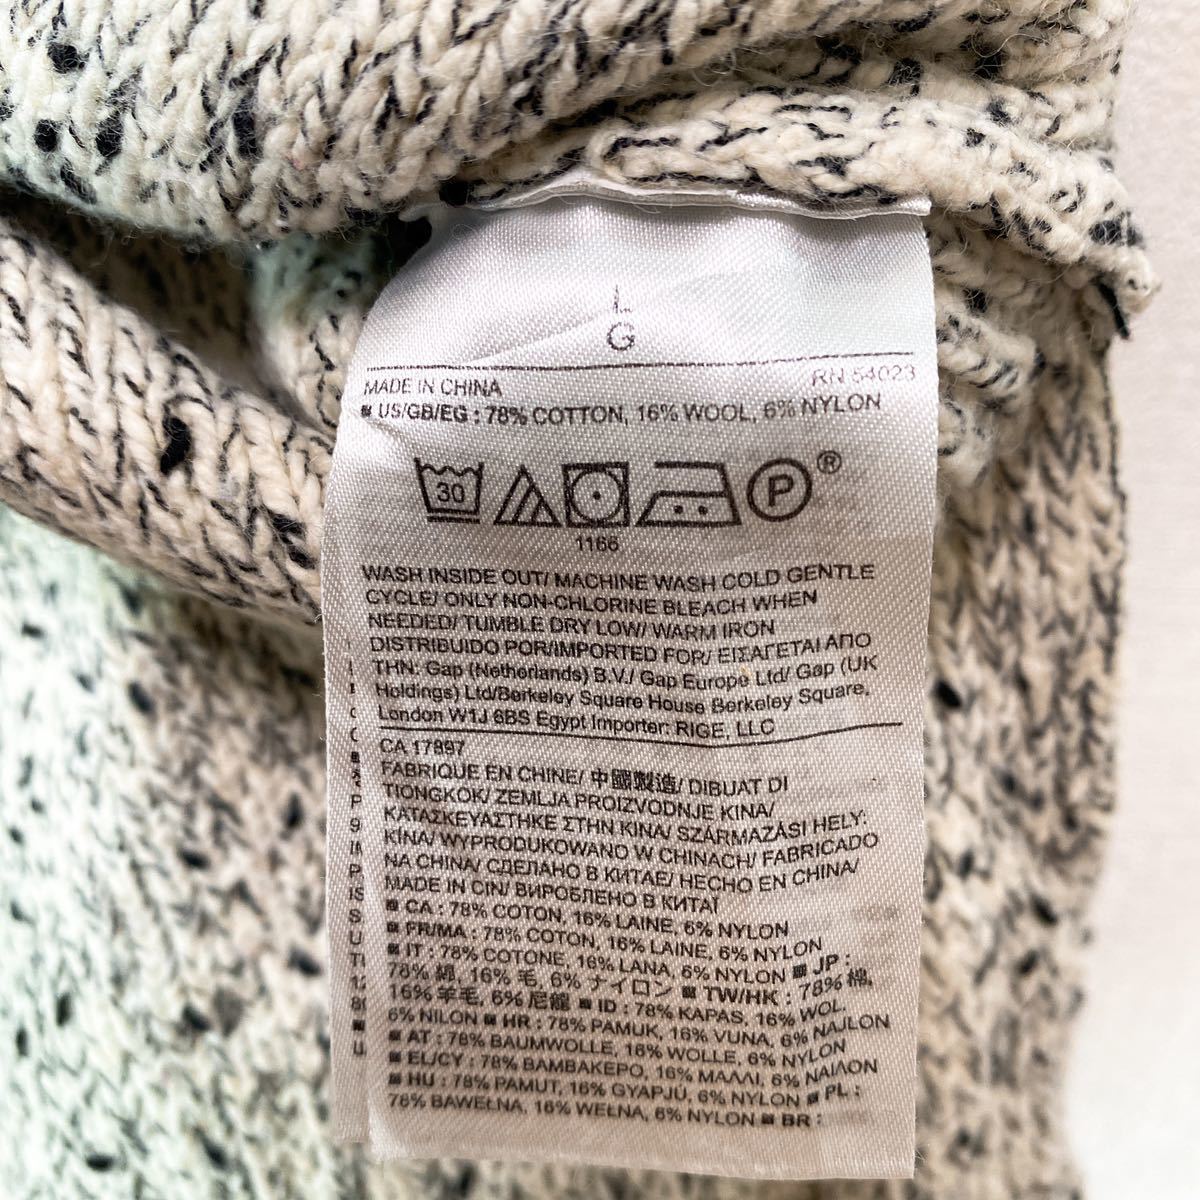 L
G
MADE IN CHINA RN 54023
■ US/GB/EG : 78% COTTON, 16% WOOL, 6% NYLON
30 P ®
1166
WASH INSIDE OUT/ MACHINE WASH COLD GENTLE
CYCLE/ ONLY NON-CHLORINE BLEACH WHEN
NEEDED/ TUMBLE DRY LOW/ WARM IRON
DISTRIBUIDO POR/IMPORTED FOR/ ΕΙΣΑΓΕΤΑΙ ΑΠΟ
ΤΗΝ: Gap (Netherlands) B.V./ Gap Europe Ltd/ Gap (UK
Holdings) Ltd/Berkeley Square House Berkeley Square,
London W1J 6BS Egypt Importer: RIGE, LLC
CA 17897
FABRIQUE EN CHINE/ 中國製造/ DIBUAT DI
TIONGKOK/ ZEMLJA PROIZVODNJE KINA/
ΚΑΤΑΣΚΕΥΑΣΤΗΚΕ ΣΤΗΝ ΚΙΝΑ/ SZÁRMAZÁSI HELY:
KÍNA/ WYPRODUKOWANO W CHINACH/ FABRICADO
NA CHINA/ СДЕЛАНО В КИТАЕ/ HECHO EN CHINA/
MADE IN CIN/ ВИРОБЛЕНО В КИТАЇ
■ CA : 78% COTON, 16% LAINE, 6% NYLON
■ FR/MA : 78% COTON, 16% LAINE, 6% NYLON
■ IT : 78% COTONE, 16% LANA, 6% NYLON ■ JP :
78% 綿, 16% 毛, 6% ナイロン ■ TW/HK : 78% 棉,
16% 羊毛, 6% 尼龍 ■ ID : 78% KAPAS, 16% WOL,
6% NILON ■ HR : 78% PAMUK, 16% VUNA, 6% NAJLON
■ AT : 78% BAUMWOLLE, 16% WOLLE, 6% NYLON
■ EL/CY : 78% ΒΑΜΒΑΚΕΡΟ, 16% ΜΑΛΛΙ, 6% ΝΑΙΛΟΝ
■ HU : 78% PAMUT, 16% GYAPJÚ, 6% NYLON ■ PL :
78% BAWEŁNA, 16% WEŁNA, 6% NYLON ■ BR :